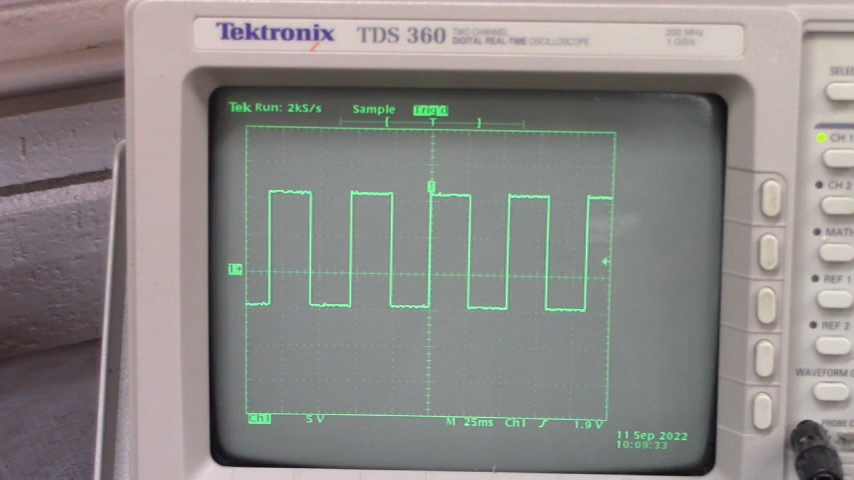 Tektronix TDS 360 TWO CHANNEL DIGITAL REAL-TIME OSCILLOSCOPE 200 MHz 1 GS/s
SELEC
Tek Run: 2kS/s Sample Trig'd
T
CH 1
CH 2
MATH
REF 1
REF 2
WAVEFORM O
PROBE C
T
1
Ch1 5 V M 25ms Ch1 1.9 V
11 Sep 2022
10:09:33